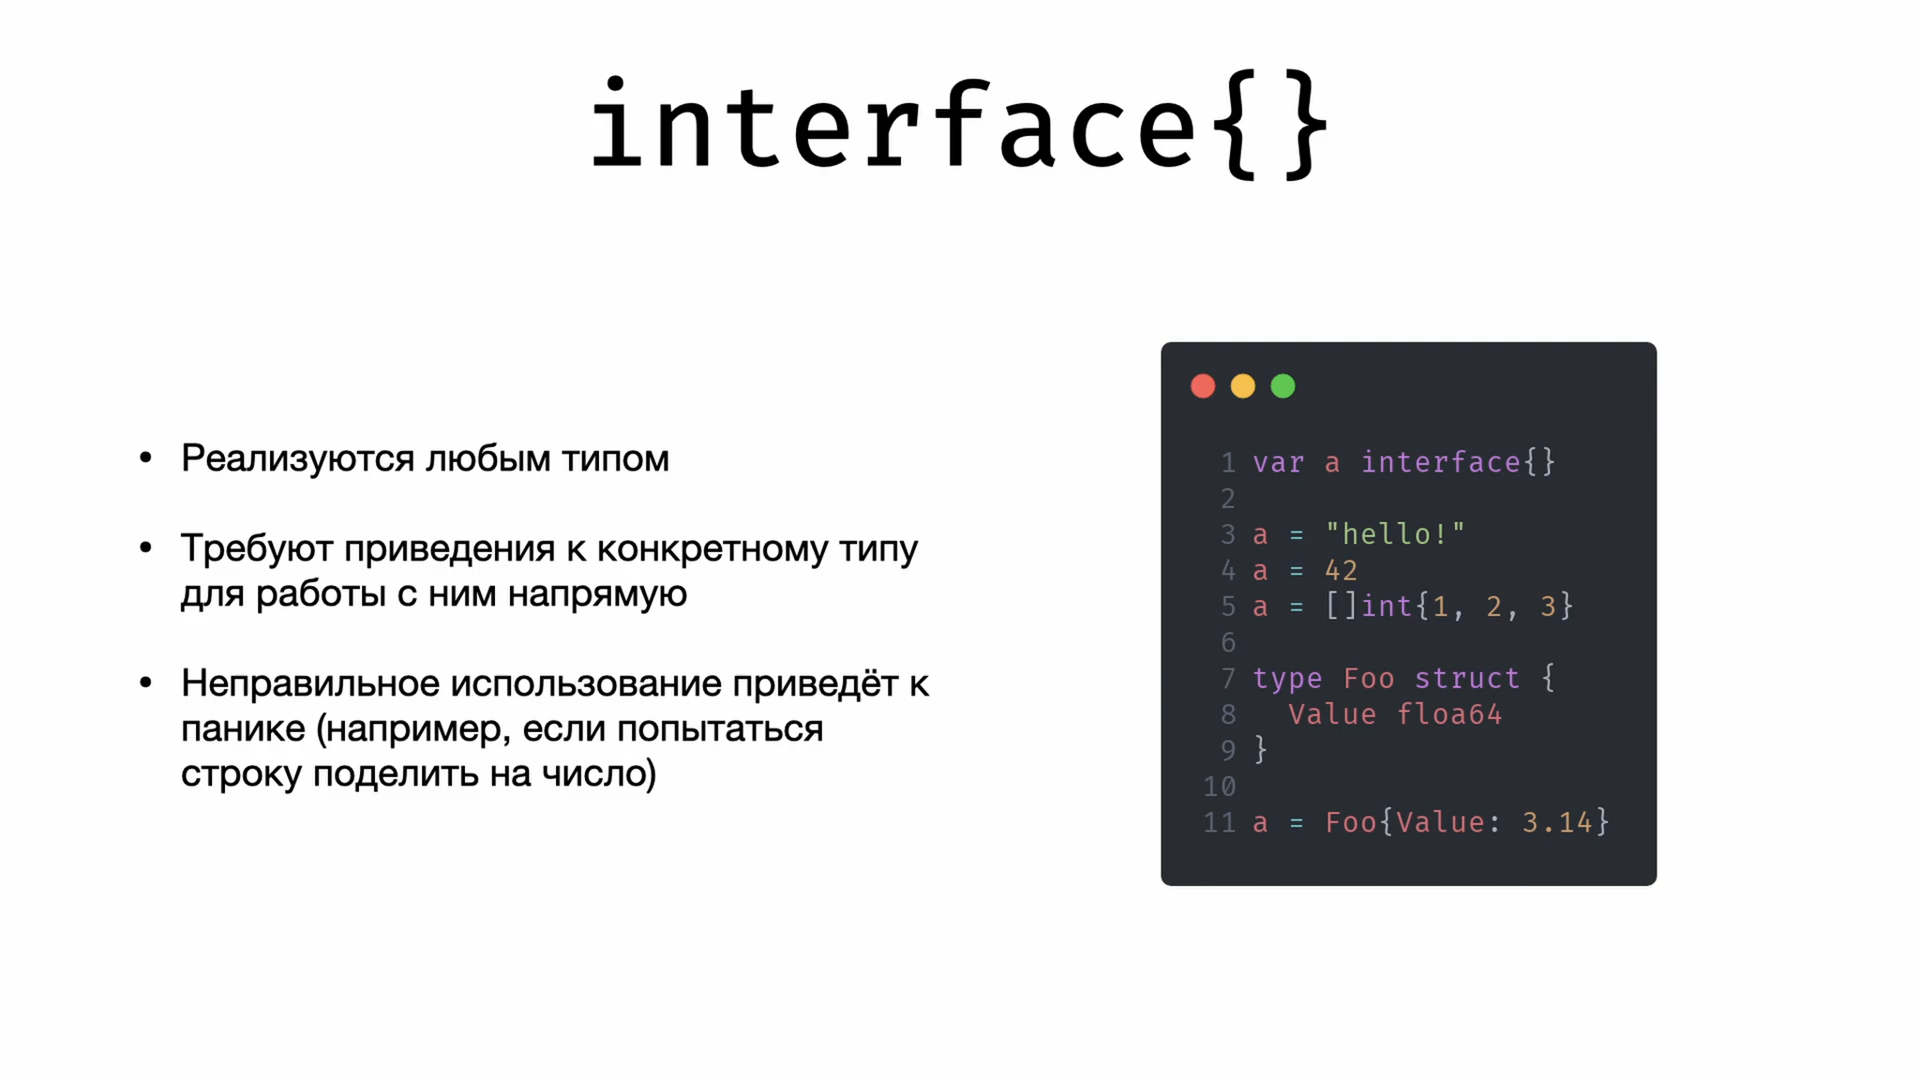 interface{}
• Реализуются любым типом
• Требуют приведения к конкретному типу
для работы с ним напрямую
• Неправильное использование приведёт к
панике (например, если попытаться
строку поделить на число)
1 var a interface{}
2
3 a = "hello!"
4 a = 42
5 a = []int{1, 2, 3}
6
7 type Foo struct {
8   Value floa64
9 }
10
11 a = Foo{Value: 3.14}